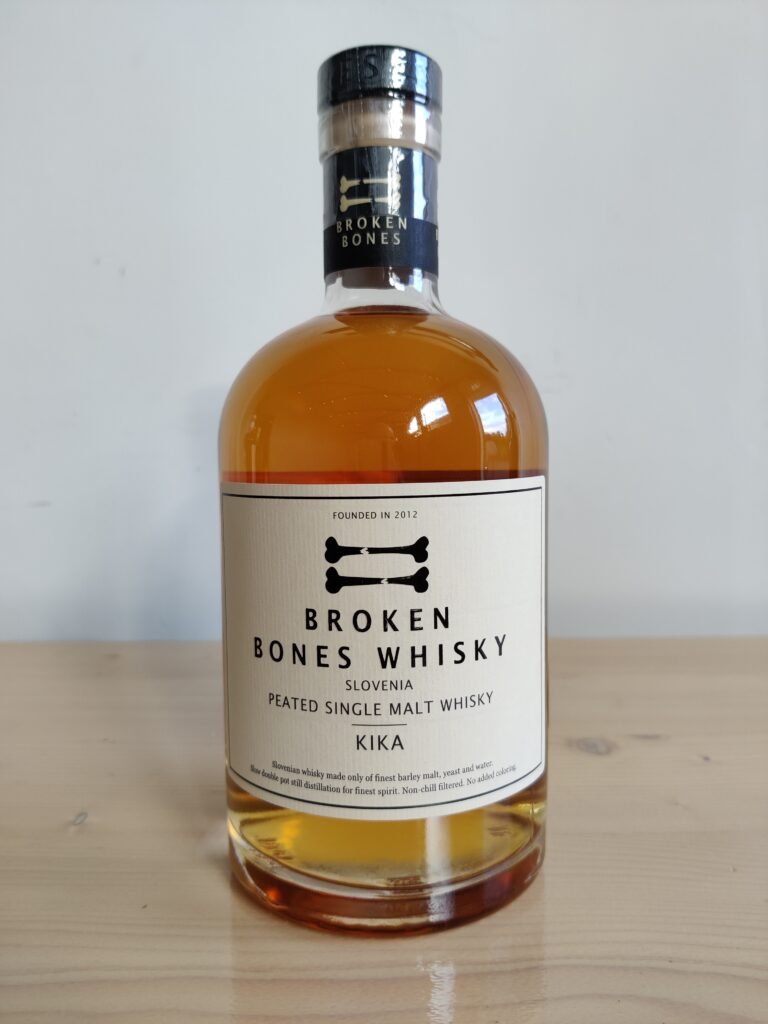 BROKEN
BONES
FOUNDED IN 2012
BROKEN
BONES WHISKY
SLOVENIA
PEATED SINGLE MALT WHISKY
KIKA
Slovenian whisky made only of finest barley malt, yeast and water.
Slow double pot still distillation for finest spirit. Non-chill filtered. No added coloring.